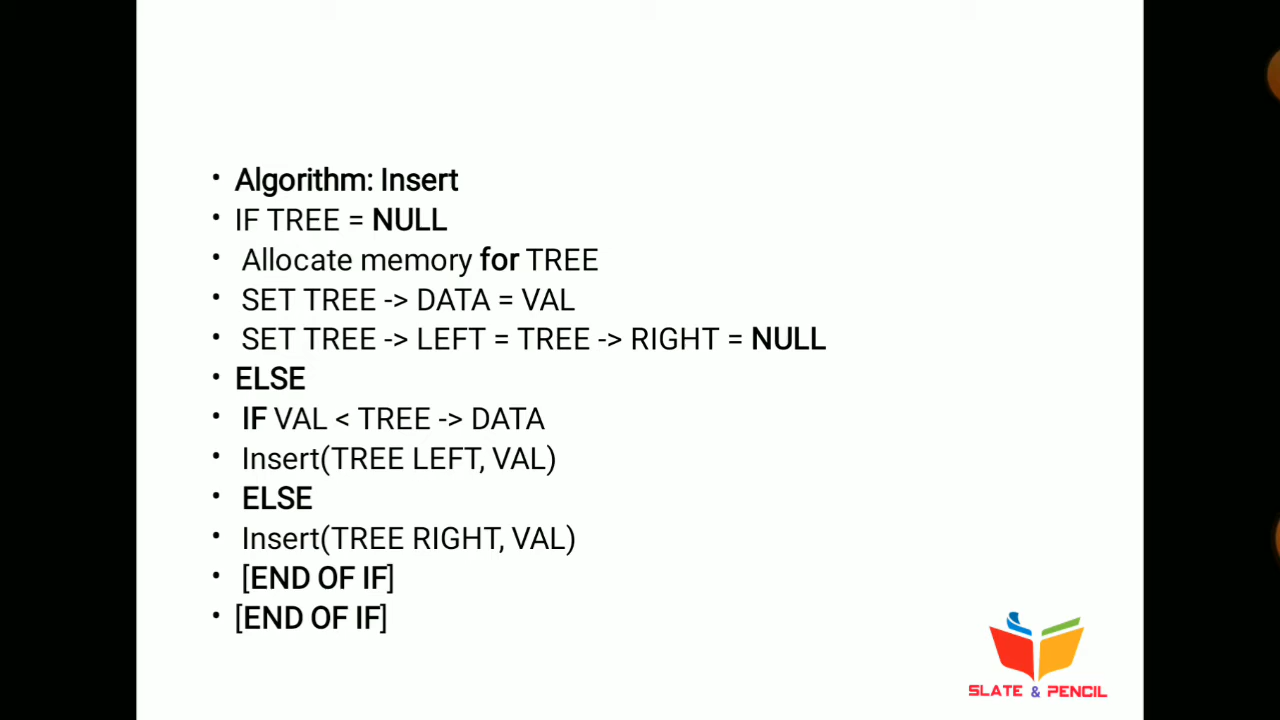 • Algorithm: Insert
• IF TREE = NULL
• Allocate memory for TREE
• SET TREE -> DATA = VAL
• SET TREE -> LEFT = TREE -> RIGHT = NULL
• ELSE
• IF VAL < TREE -> DATA
• Insert(TREE LEFT, VAL)
• ELSE
• Insert(TREE RIGHT, VAL)
• [END OF IF]
• [END OF IF]
SLATE & PENCIL